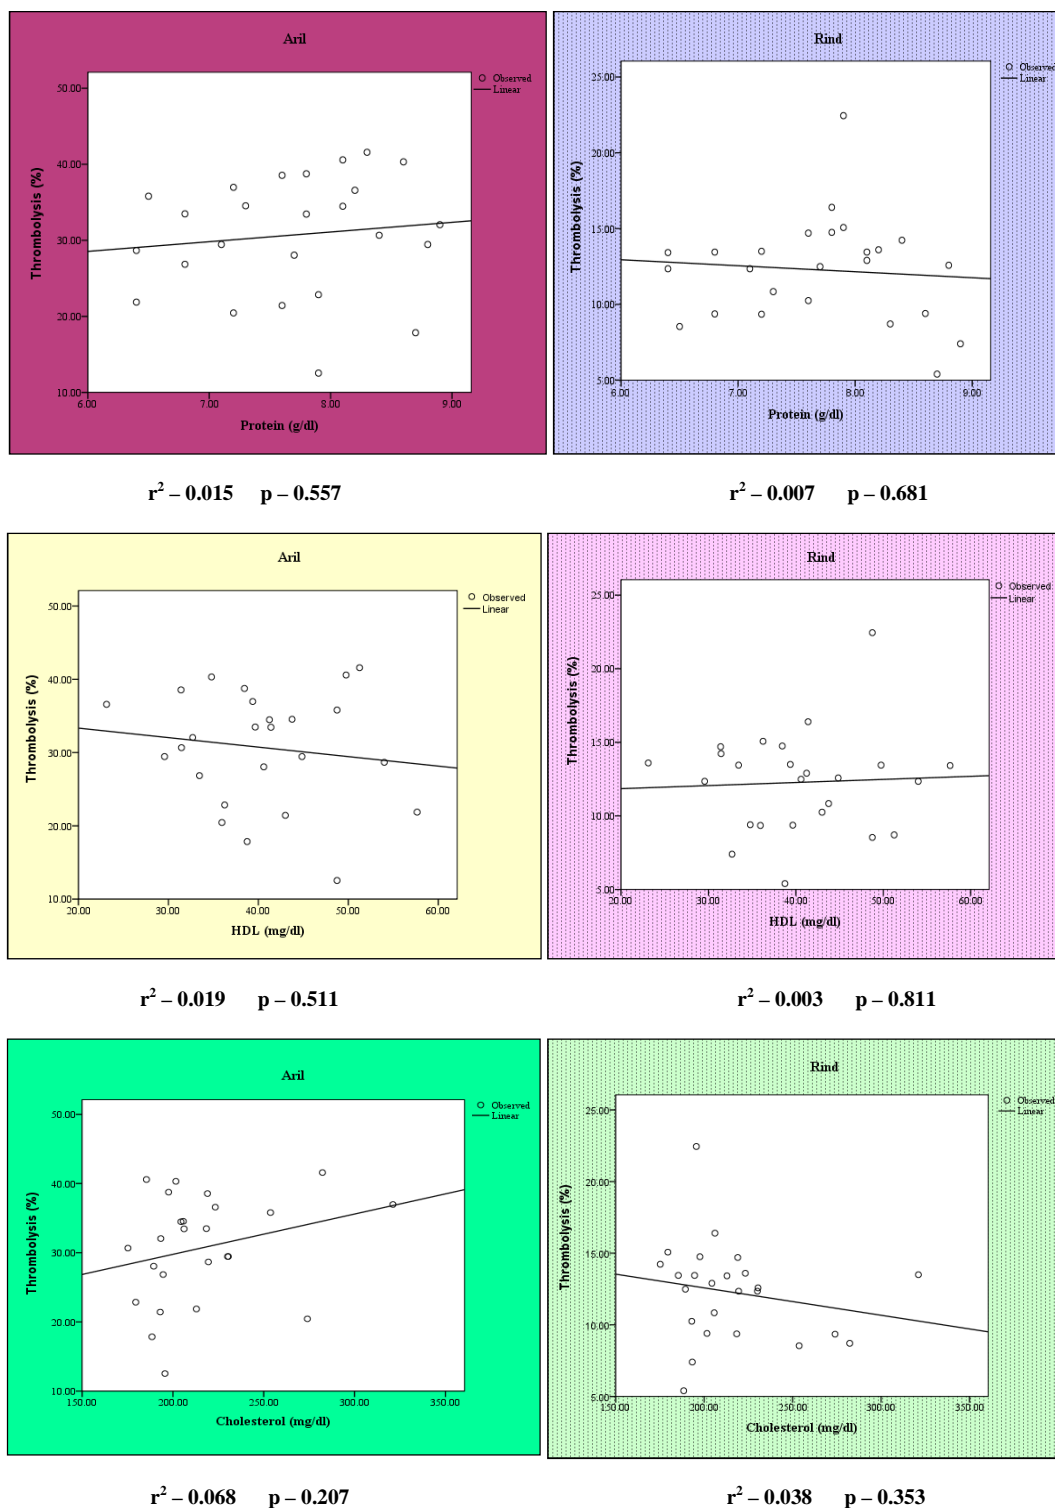 Aril
Observed
Linear
50.00
40.00
30.00
20.00
10.00
6.00 7.00 8.00 9.00
Thrombolysis (%)
Protein (g/dl)
Rind
Observed
Linear
25.00
20.00
15.00
10.00
5.00
6.00 7.00 8.00 9.00
Thrombolysis (%)
Protein (g/dl)
r² – 0.015 p – 0.557
r² – 0.007 p – 0.681
Aril
Observed
Linear
50.00
40.00
30.00
20.00
10.00
20.00 30.00 40.00 50.00 60.00
Thrombolysis (%)
HDL (mg/dl)
Rind
Observed
Linear
25.00
20.00
15.00
10.00
5.00
20.00 30.00 40.00 50.00 60.00
Thrombolysis (%)
HDL (mg/dl)
r² – 0.019 p – 0.511
r² – 0.003 p – 0.811
Aril
Observed
Linear
50.00
40.00
30.00
20.00
10.00
150.00 200.00 250.00 300.00 350.00
Thrombolysis (%)
Cholesterol (mg/dl)
Rind
Observed
Linear
25.00
20.00
15.00
10.00
5.00
150.00 200.00 250.00 300.00 350.00
Thrombolysis (%)
Cholesterol (mg/dl)
r² – 0.068 p – 0.207
r² – 0.038 p – 0.353